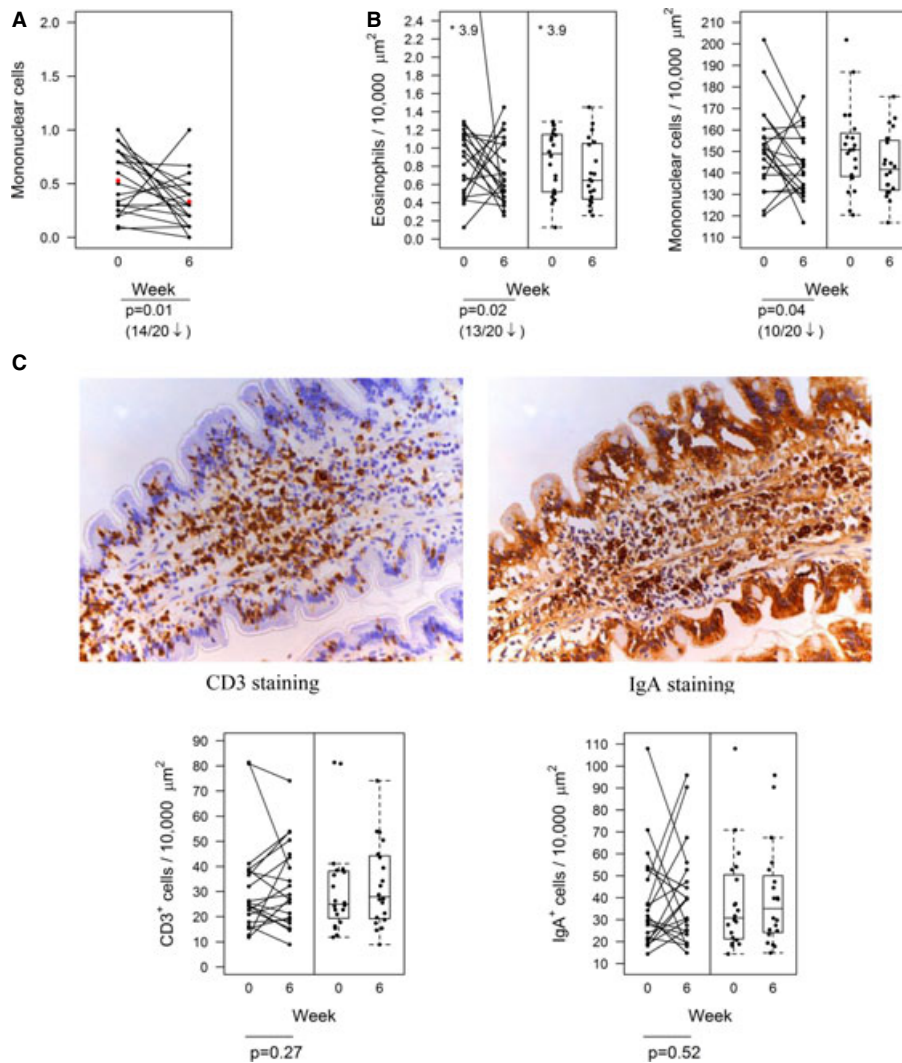 A
Mononuclear cells
2.0
1.5
1.0
0.5
0.0
0 6
Week
p=0.01
(14/20 ↓)
B
Eosinophils / 10,000 μm²
2.6
2.4
2.2
2.0
1.8
1.6
1.4
1.2
1.0
0.8
0.6
0.4
0.2
0.0
* 3.9 * 3.9
0 6 0 6
Week
p=0.02
(13/20 ↓)
Mononuclear cells / 10,000 μm²
210
200
190
180
170
160
150
140
130
120
110
0 6 0 6
p=0.04
(10/20 ↓)
C
CD3 staining
IgA staining
CD3⁺ cells / 10,000 μm²
90
80
70
60
50
40
30
20
10
0
0 6 0 6
Week
p=0.27
IgA⁺ cells / 10,000 μm²
110
100
90
80
70
60
50
40
30
20
10
0 6 0 6
Week
p=0.52